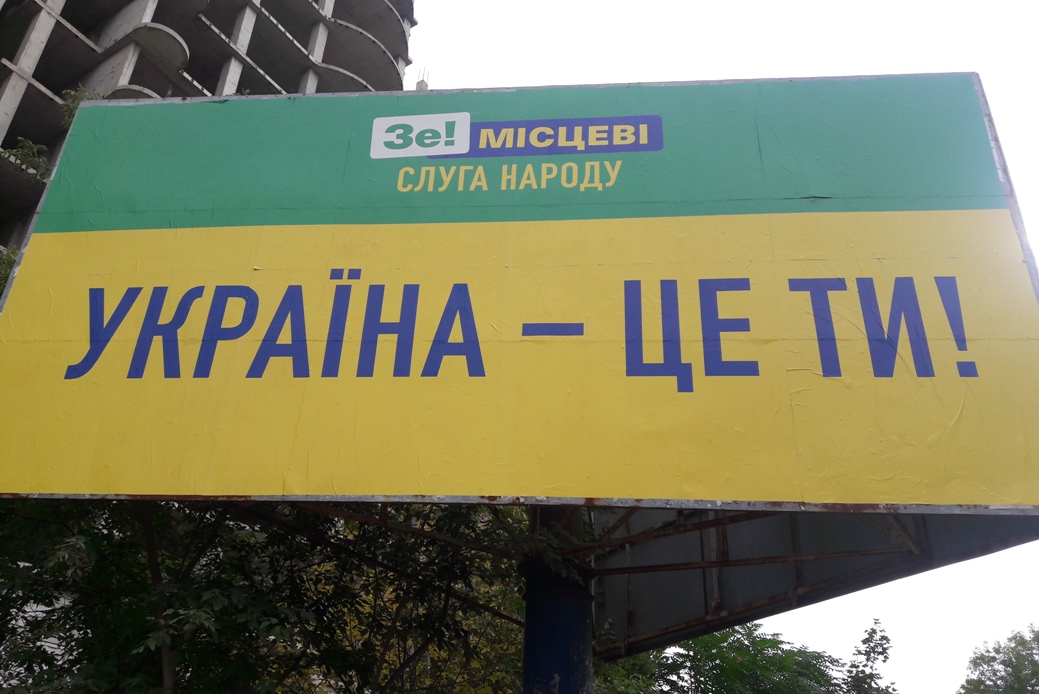 Зе! МІСЦЕВІ
СЛУГА НАРОДУ
УКРАЇНА – ЦЕ ТИ!